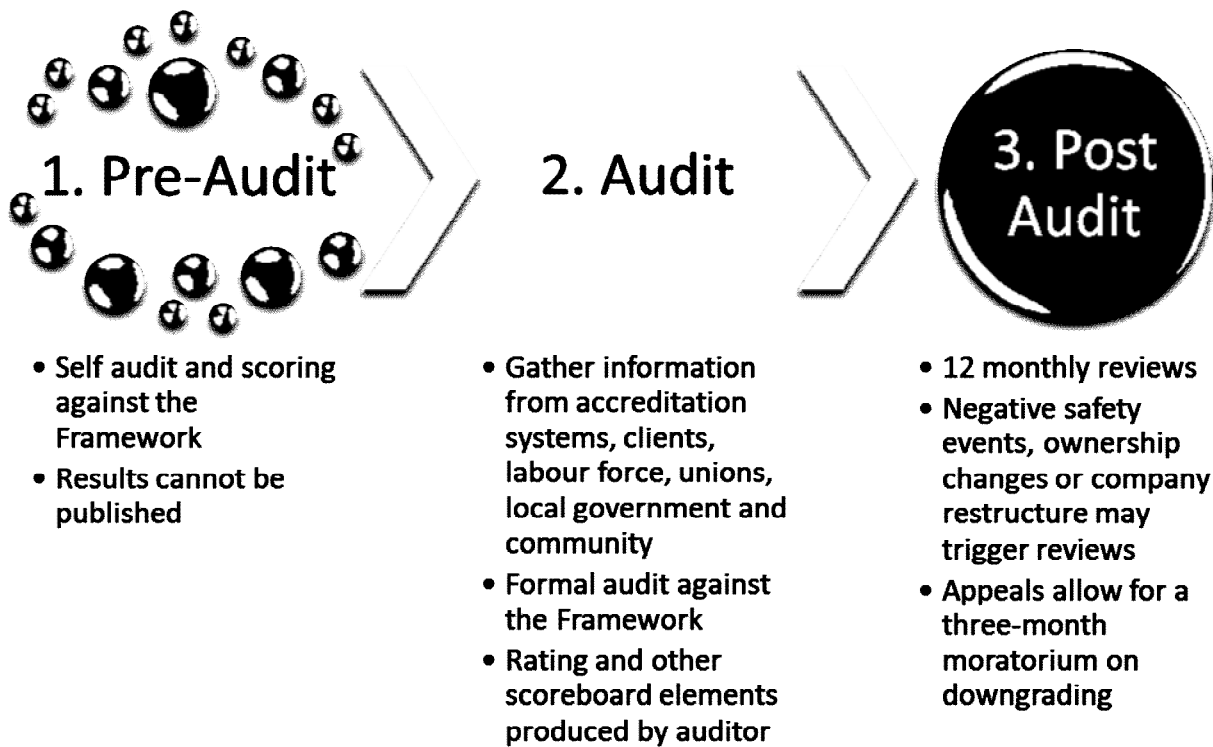 1. Pre-Audit
• Self audit and scoring
against the
Framework
• Results cannot be
published
2. Audit
• Gather information
from accreditation
systems, clients,
labour force, unions,
local government and
community
• Formal audit against
the Framework
• Rating and other
scoreboard elements
produced by auditor
3. Post
Audit
• 12 monthly reviews
• Negative safety
events, ownership
changes or company
restructure may
trigger reviews
• Appeals allow for a
three-month
moratorium on
downgrading